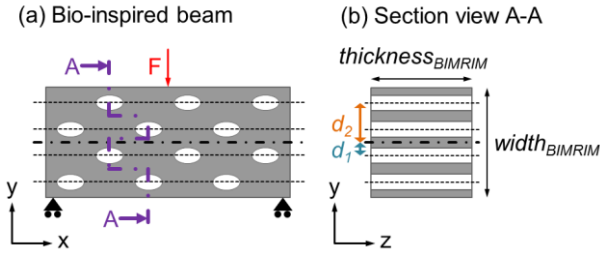 (a) Bio-inspired beam
(b) Section view A-A
A
F
thicknessBIMRIM
d2
d1
widthBIMRIM
y
A
y
x
z